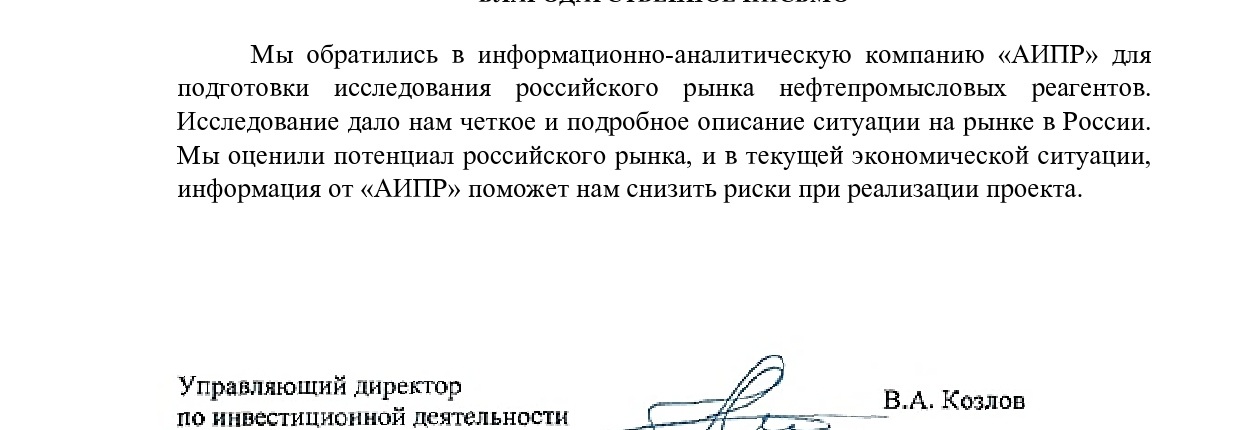 БЛАГОДАРСТВЕННОЕ ПИСЬМО
Мы обратились в информационно-аналитическую компанию «АИПР» для
подготовки исследования российского рынка нефтепромысловых реагентов.
Исследование дало нам четкое и подробное описание ситуации на рынке в России.
Мы оценили потенциал российского рынка, и в текущей экономической ситуации,
информация от «АИПР» поможет нам снизить риски при реализации проекта.
Управляющий директор
по инвестиционной деятельности
В.А. Козлов